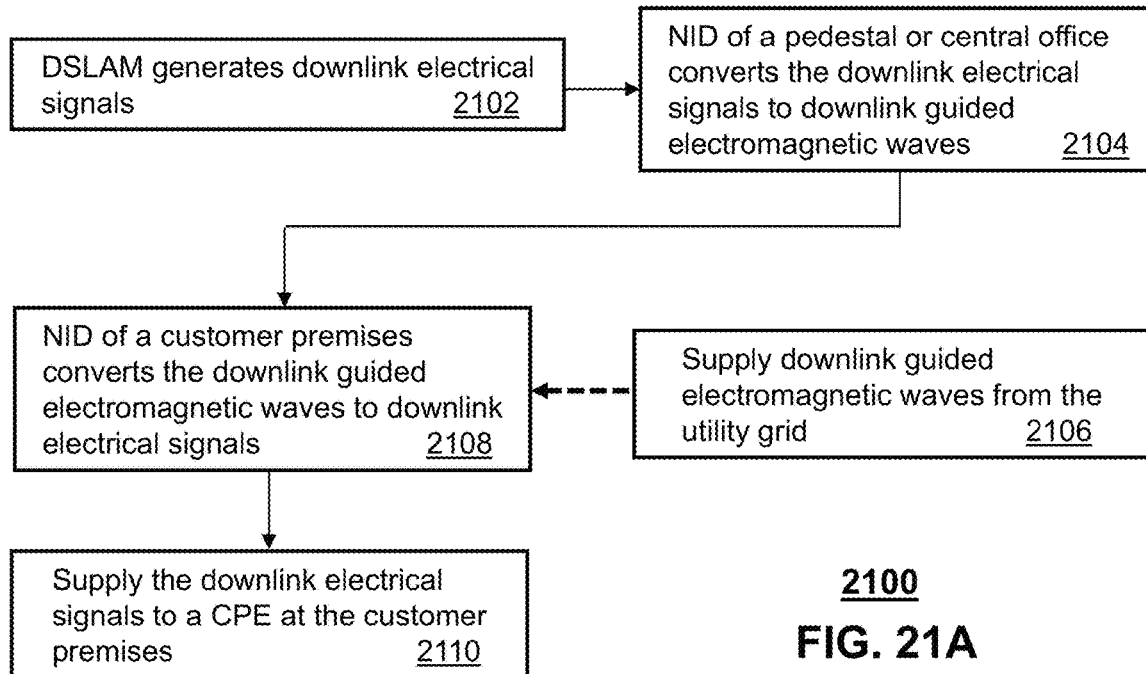 DSLAM generates downlink electrical
signals 2102
NID of a pedestal or central office
converts the downlink electrical
signals to downlink guided
electromagnetic waves 2104
NID of a customer premises
converts the downlink guided
electromagnetic waves to downlink
electrical signals 2108
Supply downlink guided
electromagnetic waves from the
utility grid 2106
Supply the downlink electrical
signals to a CPE at the customer
premises 2110
2100
FIG. 21A